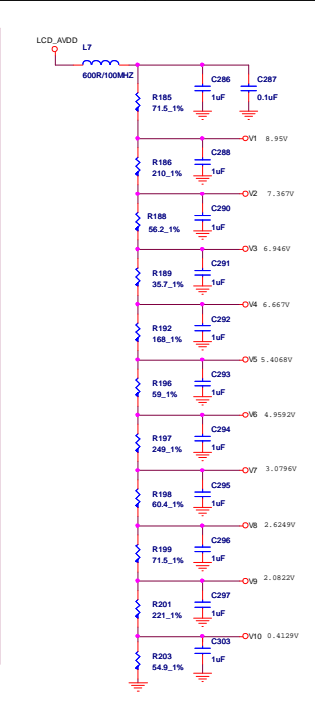 LCD_AVDD
L7
600R/100MHZ
C286
1uF
C287
0.1uF
R185
71.5_1%
V1 8.95V
C288
1uF
R186
210_1%
V2 7.367V
C290
1uF
R188
56.2_1%
V3 6.946V
C291
1uF
R189
35.7_1%
V4 6.667V
C292
1uF
R192
168_1%
V5 5.4068V
C293
1uF
R196
59_1%
V6 4.9592V
C294
1uF
R197
249_1%
V7 3.0796V
C295
1uF
R198
60.4_1%
V8 2.6249V
C296
1uF
R199
71.5_1%
V9 2.0822V
C297
1uF
R201
221_1%
V10 0.4129V
C303
1uF
R203
54.9_1%